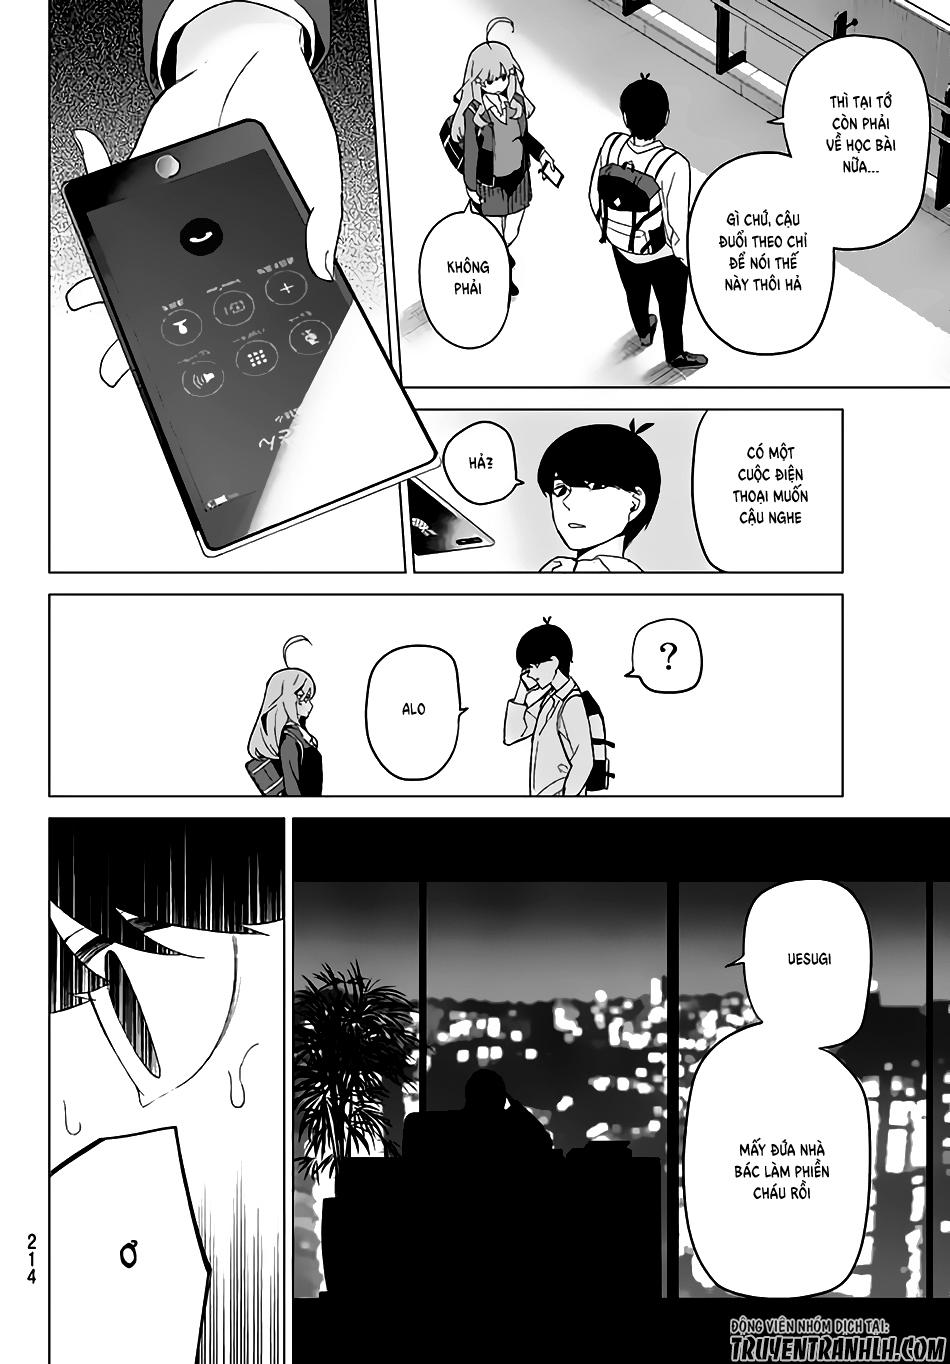 THÌ TẠI TỚ
CÒN PHẢI
VỀ HỌC BÀI
NỮA...
GÌ CHỨ, CẬU
ĐUỔI THEO CHỈ
ĐỂ NÓI THẾ
NÀY THÔI HẢ
KHÔNG
PHẢI
CÓ MỘT
CUỘC ĐIỆN
THOẠI MUỐN
CẬU NGHE
HẢ?
?
ALO
UESUGI
MẤY ĐỨA NHÀ
BÁC LÀM PHIỀN
CHÁU RỒI
Ơ
214
ĐỘNG VIÊN NHÓM DỊCH TẠI:
TRUYENTRANHLH.COM